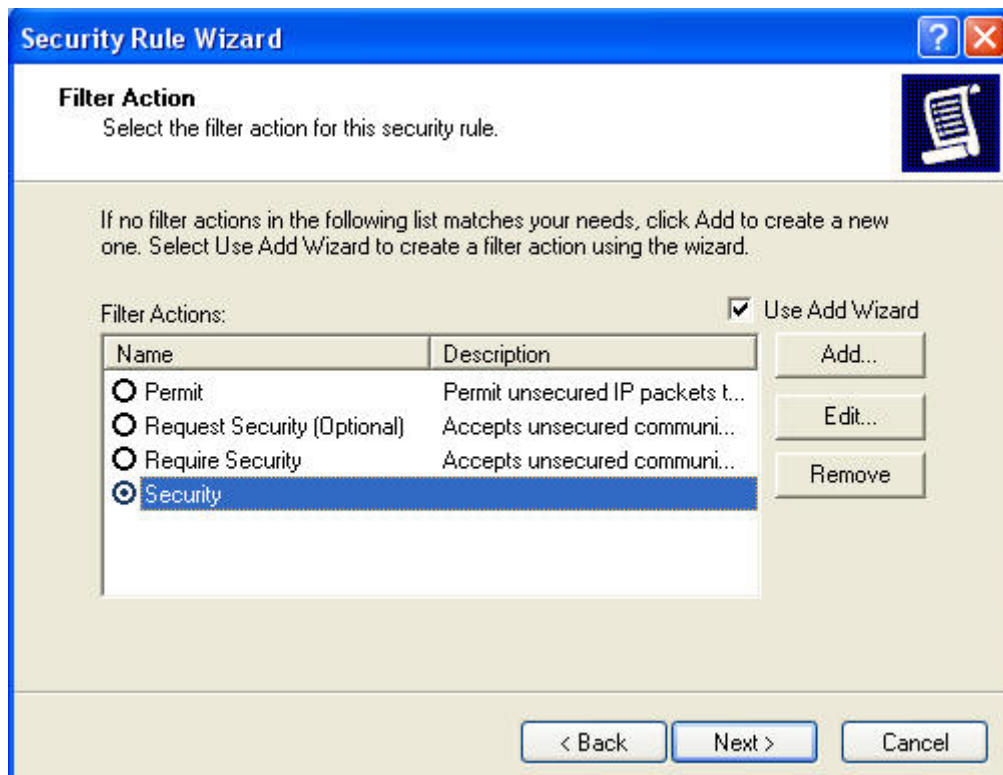 Security Rule Wizard
Filter Action
Select the filter action for this security rule.
If no filter actions in the following list matches your needs, click Add to create a new
one. Select Use Add Wizard to create a filter action using the wizard.
Filter Actions:
Use Add Wizard
Name Description
Add...
Permit Permit unsecured IP packets t...
Request Security (Optional) Accepts unsecured communi...
Edit...
Require Security Accepts unsecured communi...
Remove
Security
< Back Next > Cancel